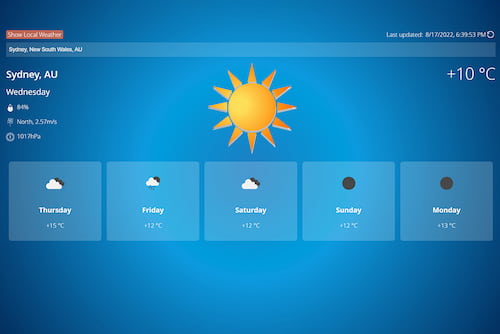 Show Local Weather
Last updated: 8/17/2022, 6:39:53 PM
Sydney, New South Wales, AU
Sydney, AU
+10 °C
Wednesday
84%
North, 2.57m/s
1017hPa
Thursday
Friday
Saturday
Sunday
Monday
+15 °C
+12 °C
+12 °C
+12 °C
+13 °C